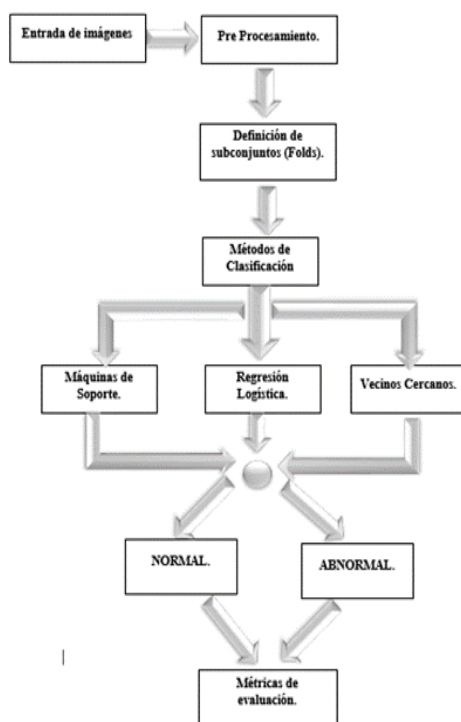 Entrada de imágenes
Pre Procesamiento.
Definición de
subconjuntos (Folds).
Métodos de
Clasificación
Máquinas de
Soporte.
Regresión
Logística.
Vecinos Cercanos.
NORMAL.
ABNORMAL.
Métricas de
evaluación.